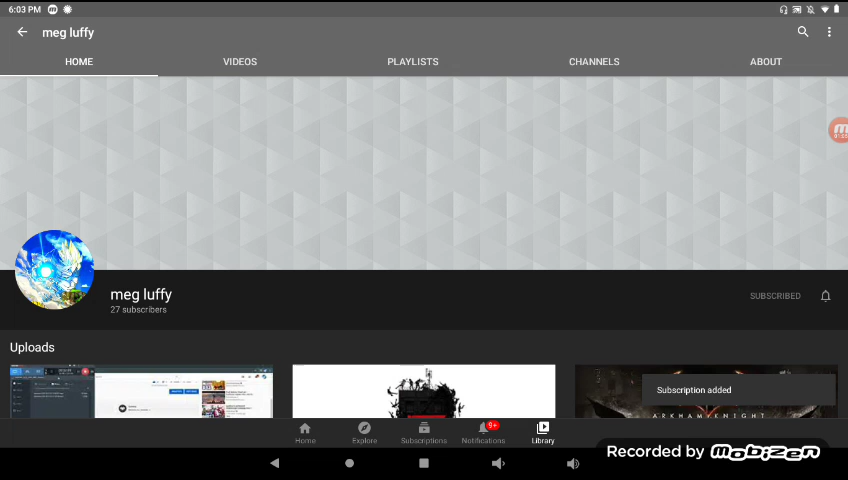 6:03 PM
meg luffy
HOME
VIDEOS
PLAYLISTS
CHANNELS
ABOUT
meg luffy
27 subscribers
SUBSCRIBED
Uploads
Subscription added
ARKHAM KNIGHT
9+
Home
Explore
Subscriptions
Notifications
Library
Recorded by mobizen